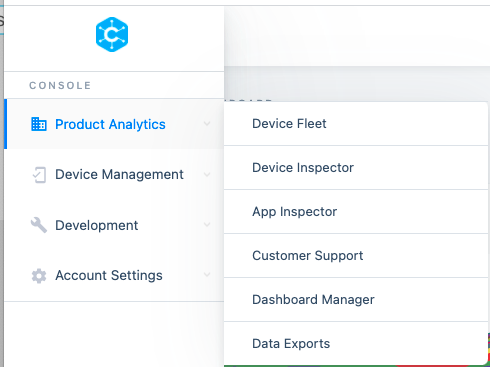 CONSOLE
Product Analytics
Device Management
Development
Account Settings
Device Fleet
Device Inspector
App Inspector
Customer Support
Dashboard Manager
Data Exports